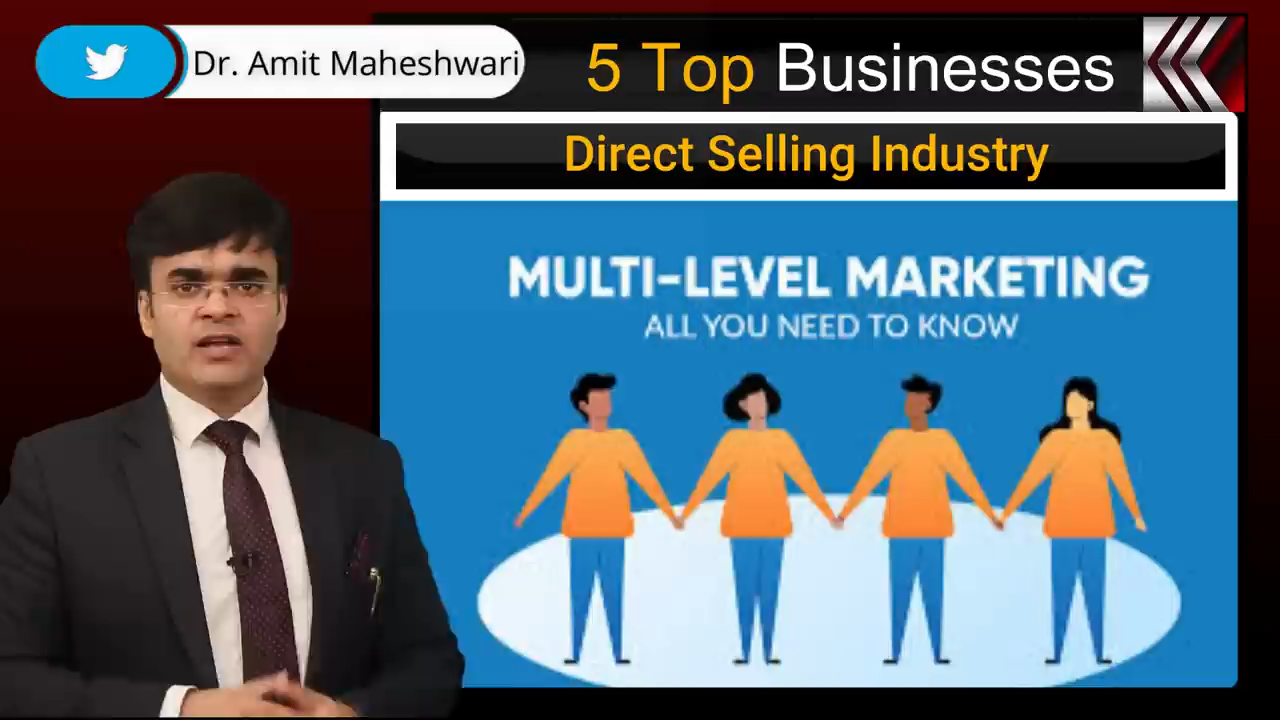 Dr. Amit Maheshwari
5 Top Businesses
Direct Selling Industry
MULTI-LEVEL MARKETING
ALL YOU NEED TO KNOW